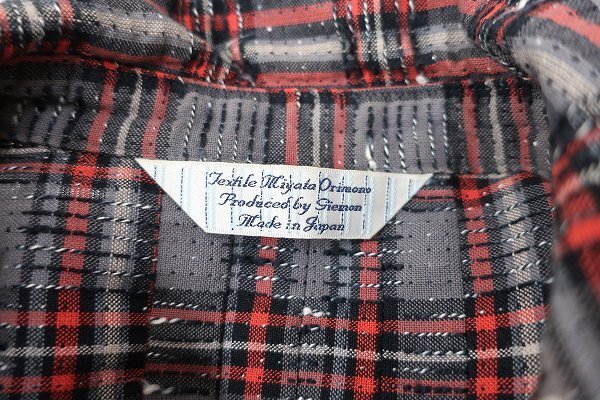 Textile Miyata Orimono
Produced by Giemon
Made in Japan